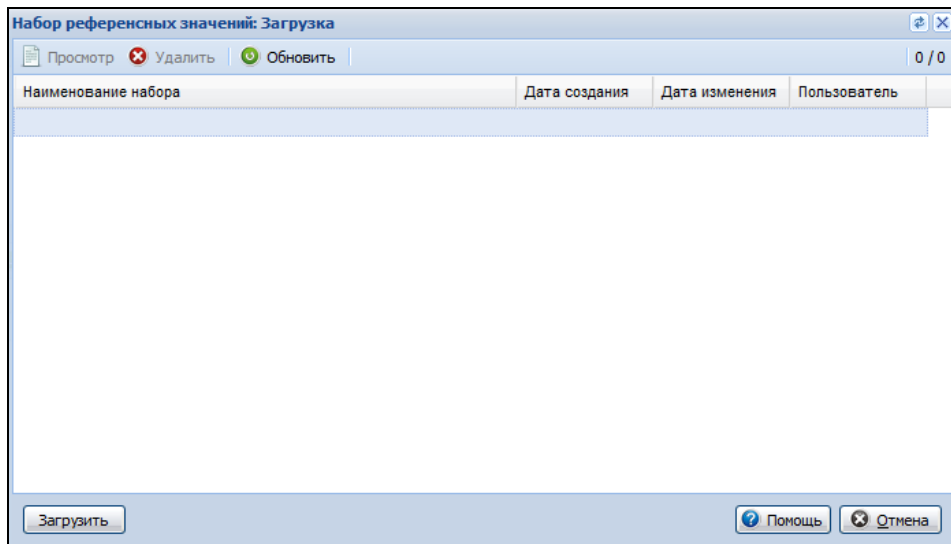 Набор референсных значений: Загрузка
Просмотр Удалить Обновить 0 / 0
Наименование набора Дата создания Дата изменения Пользователь
Загрузить Помощь Отмена